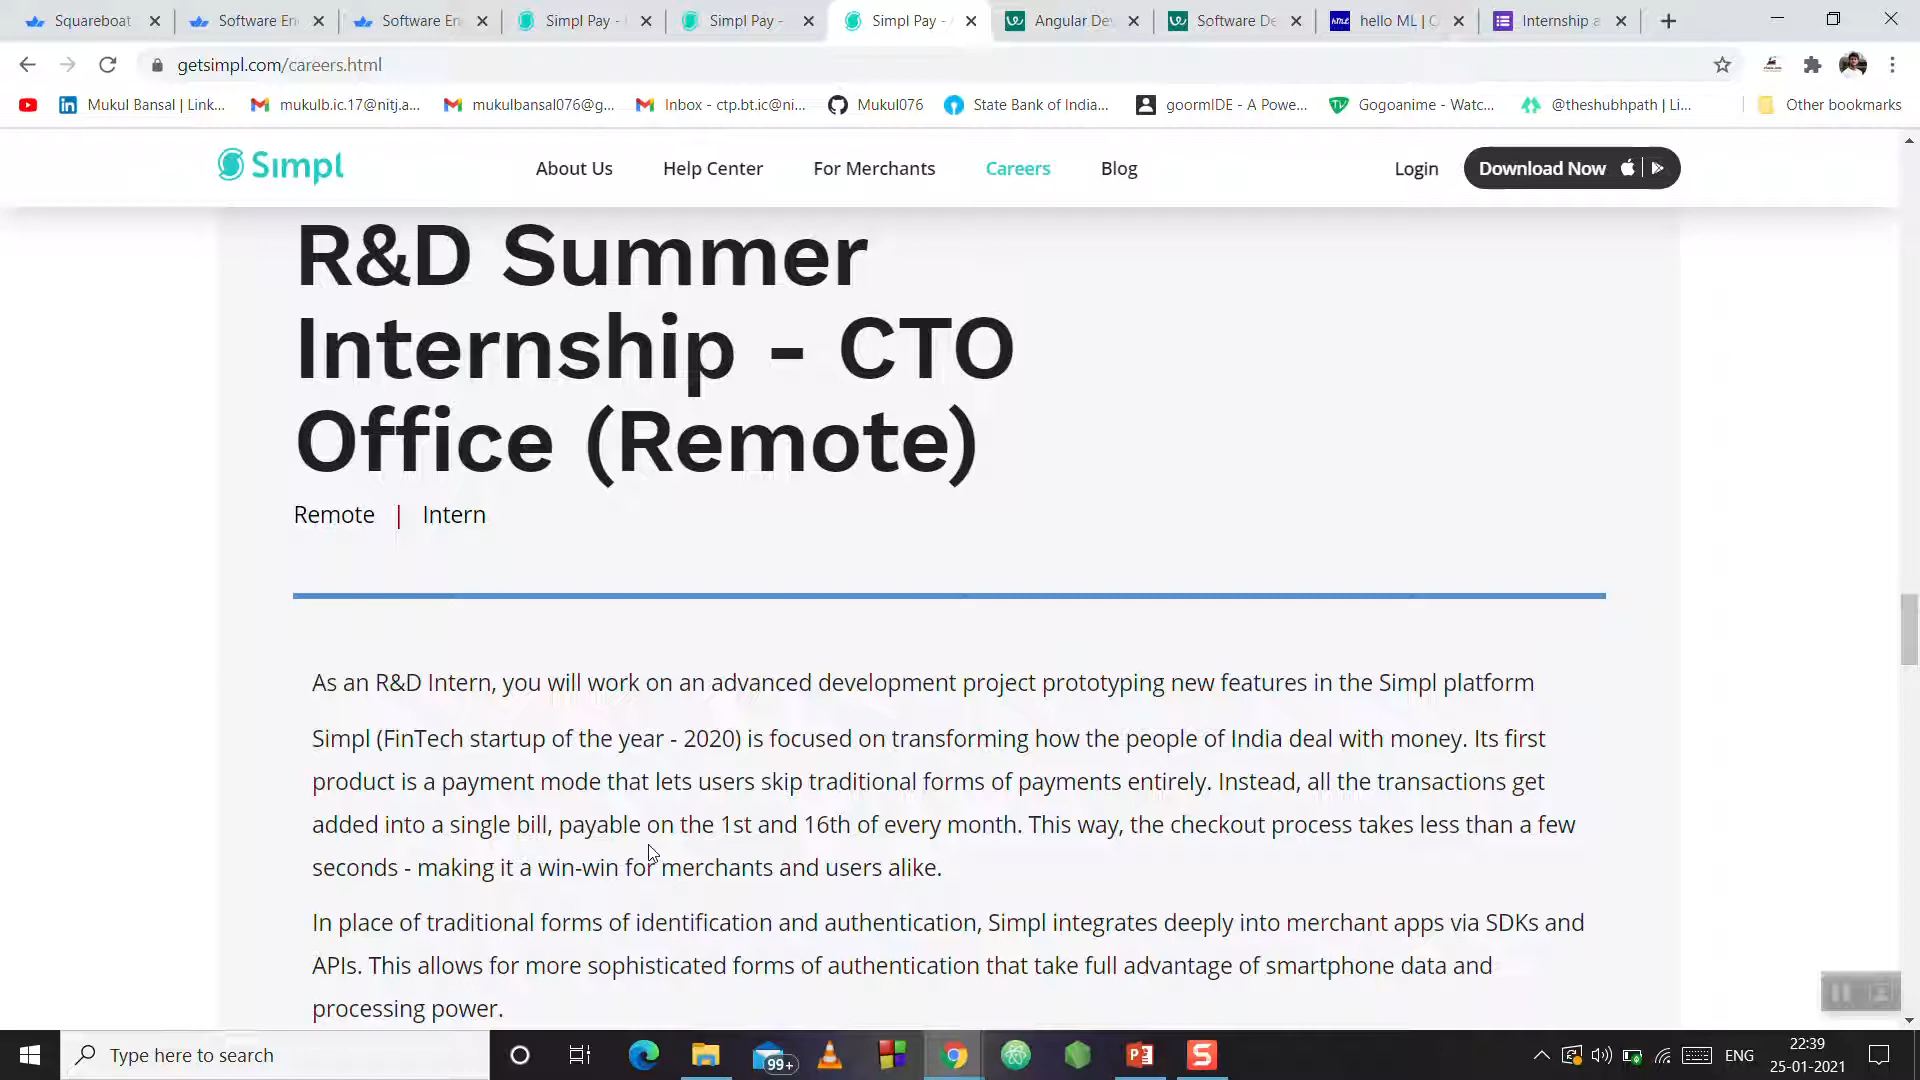 Squareboat
Software En
Software En
Simpl Pay -
Simpl Pay -
Simpl Pay -
Angular De
Software De
hello ML | C
Internship a
getsimpl.com/careers.html
Mukul Bansal | Link...
mukulb.ic.17@nitj.a...
mukulbansal076@g...
Inbox - ctp.bt.ic@ni...
Mukul076
State Bank of India...
goormIDE - A Powe...
Gogoanime - Watc...
@theshubhpath | Li...
Other bookmarks
Simpl
About Us
Help Center
For Merchants
Careers
Blog
Login
Download Now
R&D Summer
Internship - CTO
Office (Remote)
Remote | Intern
As an R&D Intern, you will work on an advanced development project prototyping new features in the Simpl platform
Simpl (FinTech startup of the year - 2020) is focused on transforming how the people of India deal with money. Its first
product is a payment mode that lets users skip traditional forms of payments entirely. Instead, all the transactions get
added into a single bill, payable on the 1st and 16th of every month. This way, the checkout process takes less than a few
seconds - making it a win-win for merchants and users alike.
In place of traditional forms of identification and authentication, Simpl integrates deeply into merchant apps via SDKs and
APIs. This allows for more sophisticated forms of authentication that take full advantage of smartphone data and
processing power.
Type here to search
99+
ENG
22:39
25-01-2021